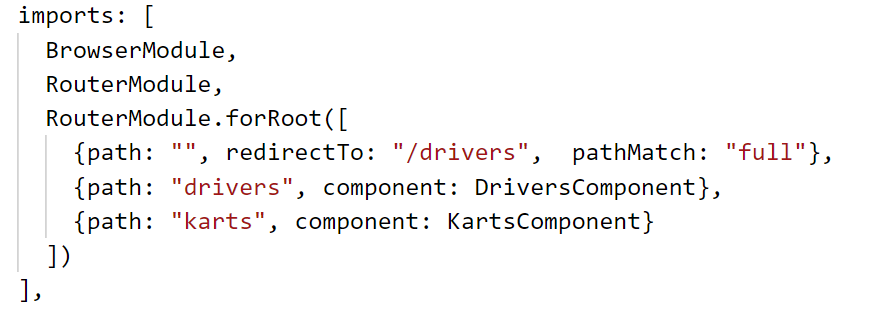 imports: [
BrowserModule,
RouterModule,
RouterModule.forRoot([
{path: "", redirectTo: "/drivers",  pathMatch: "full"},
{path: "drivers", component: DriversComponent},
{path: "karts", component: KartsComponent}
])
],